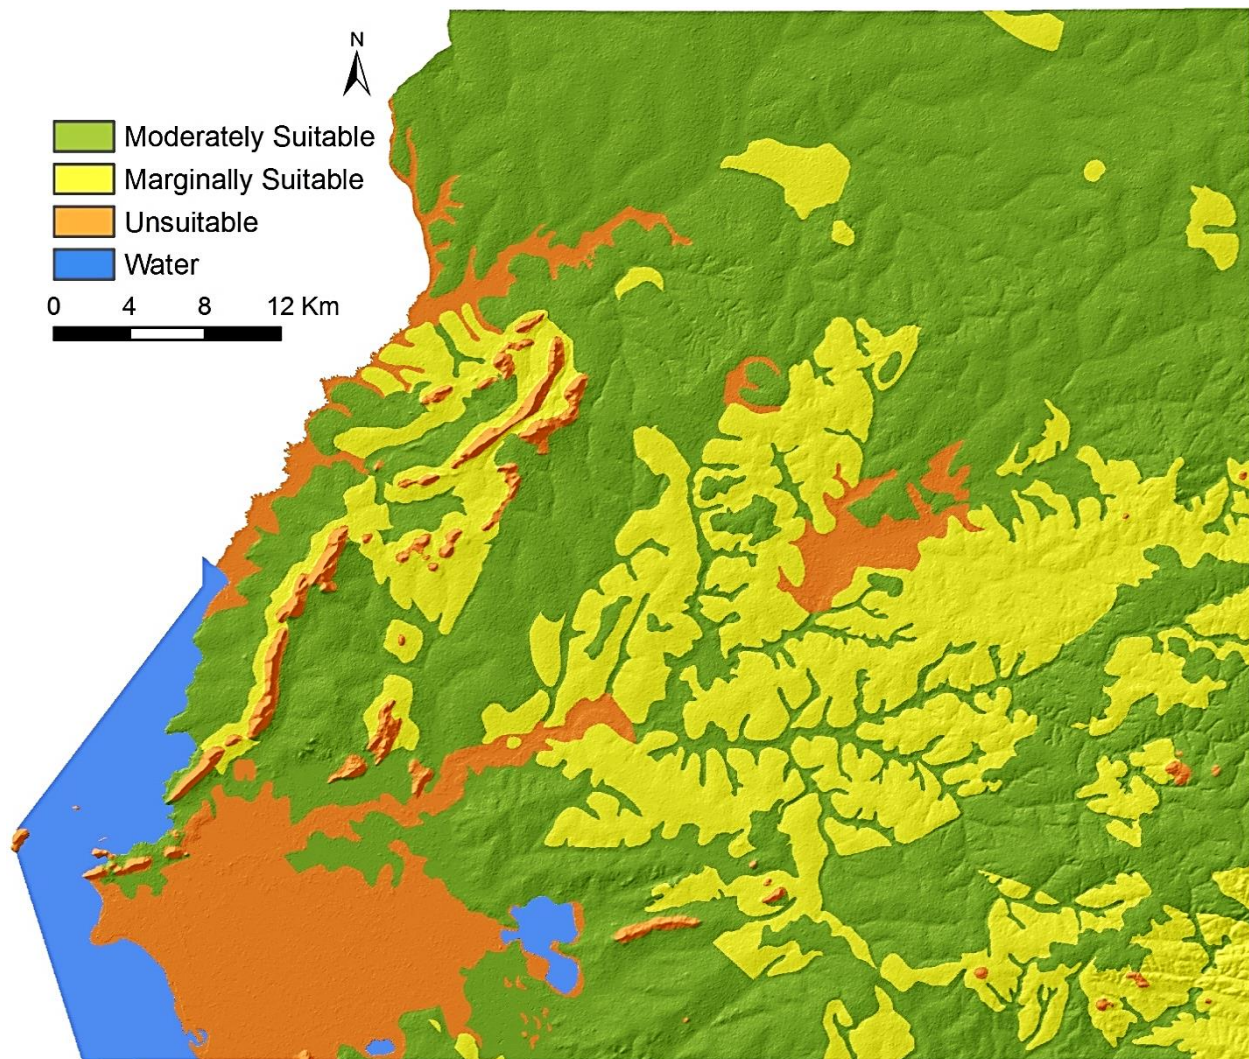 N
Moderately Suitable
Marginally Suitable
Unsuitable
Water
0 4 8 12 Km